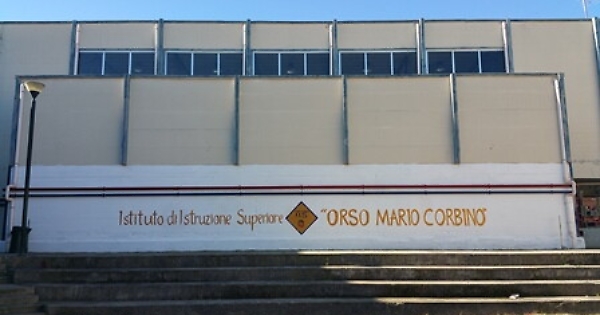 Istituto di Istruzione Superiore "ORSO MARIO CORBINO"